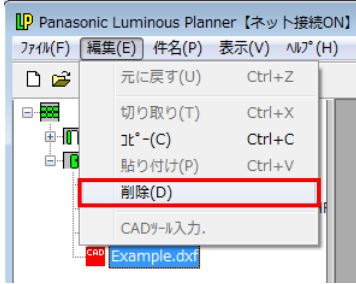 Panasonic Luminous Planner【ネット接続ON】
ﾌｧｲﾙ(F) 編集(E) 件名(P) 表示(V) ﾍﾙﾌﾟ(H)
元に戻す(U) Ctrl+Z
切り取り(T) Ctrl+X
ｺﾋﾟｰ(C) Ctrl+C
貼り付け(P) Ctrl+V
削除(D)
CADﾂｰﾙ入力.
CAD Example.dxf